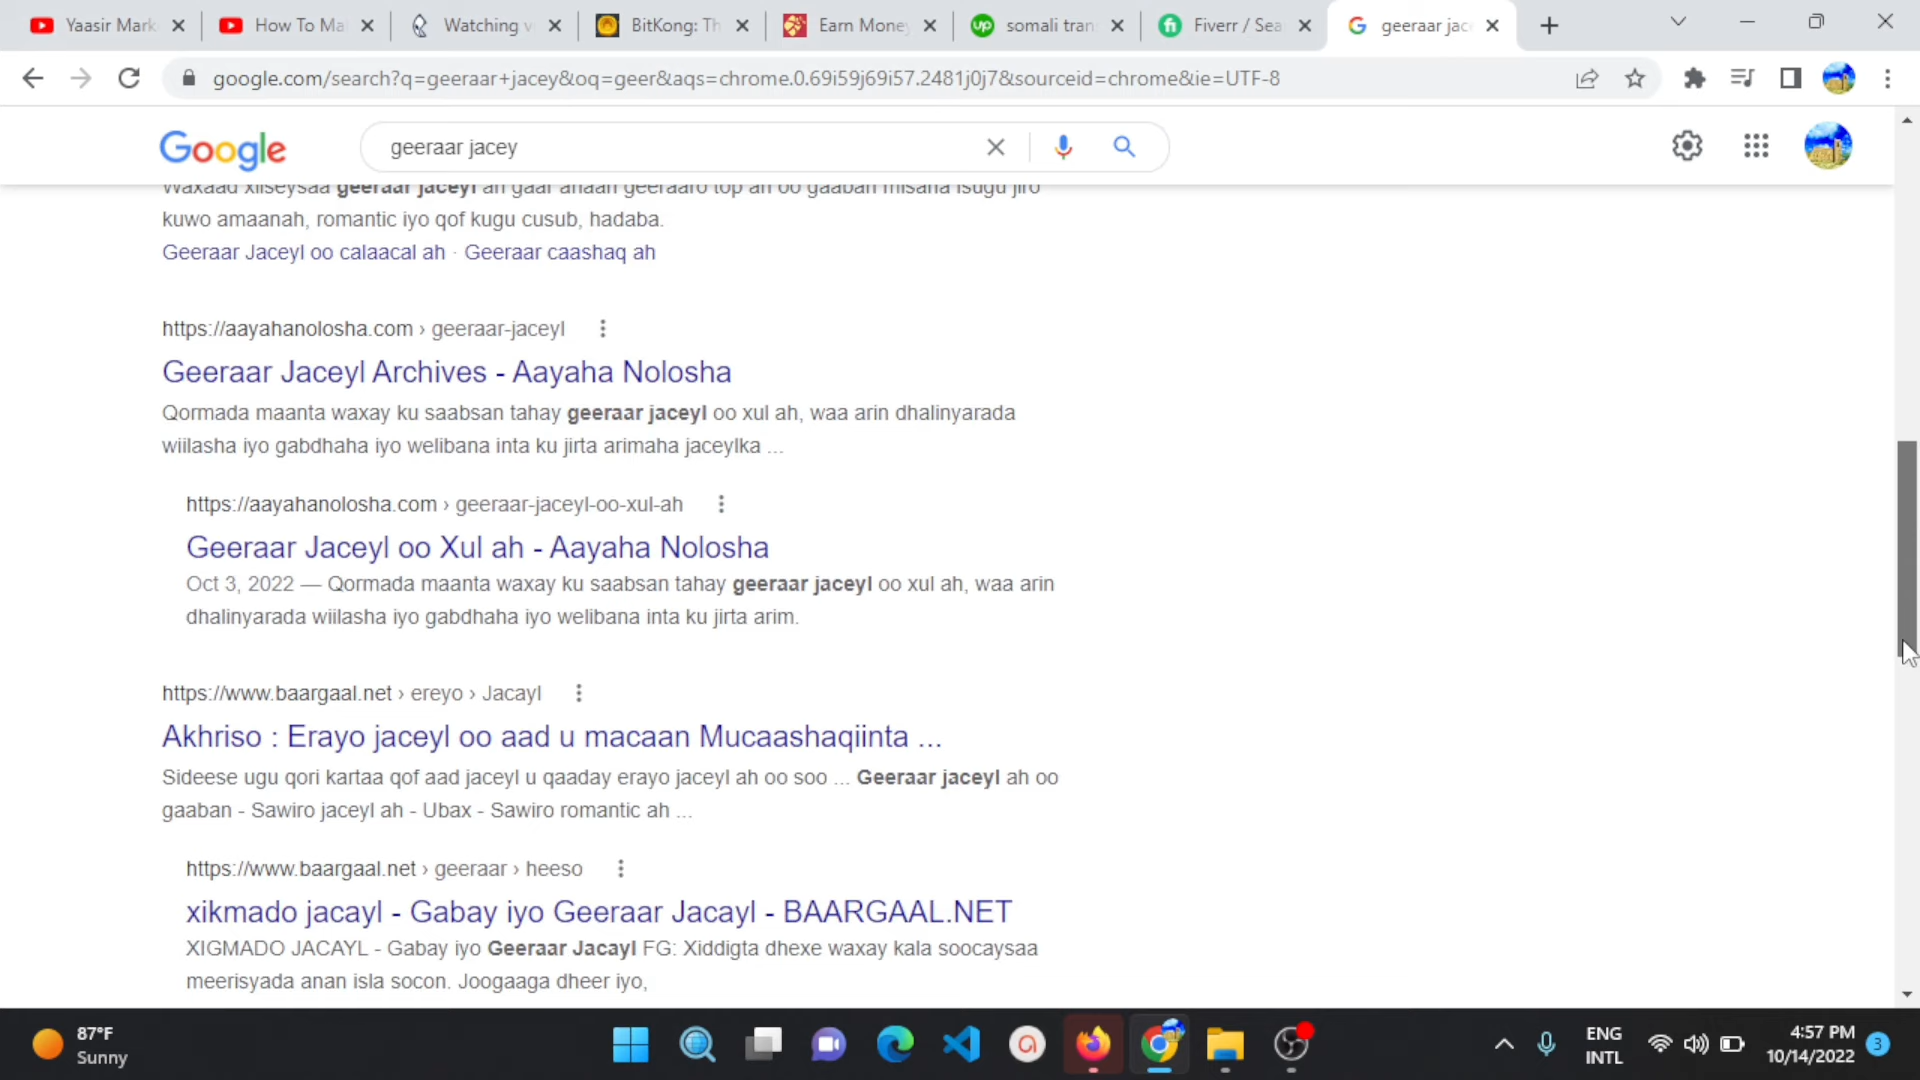 Yaasir Mark
How To Ma
Watching v
BitKong: Th
Earn Money
somali tran
Fiverr / Sea
geeraar jace
google.com/search?q=geeraar+jacey&oq=geer&aqs=chrome.0.69i59j69i57.2481j0j7&sourceid=chrome&ie=UTF-8
Google
geeraar jacey
Waxaad xiiseysaa geeraar jaceyl ah gaar ahaan geeraaro top ah oo gaaban misana isugu jiro
kuwo amaanah, romantic iyo qof kugu cusub, hadaba.
Geeraar Jaceyl oo calaacal ah · Geeraar caashaq ah
https://aayahanolosha.com › geeraar-jaceyl
Geeraar Jaceyl Archives - Aayaha Nolosha
Qormada maanta waxay ku saabsan tahay geeraar jaceyl oo xul ah, waa arin dhalinyarada
wiilasha iyo gabdhaha iyo welibana inta ku jirta arimaha jaceylka ...
https://aayahanolosha.com › geeraar-jaceyl-oo-xul-ah
Geeraar Jaceyl oo Xul ah - Aayaha Nolosha
Oct 3, 2022 — Qormada maanta waxay ku saabsan tahay geeraar jaceyl oo xul ah, waa arin
dhalinyarada wiilasha iyo gabdhaha iyo welibana inta ku jirta arim.
https://www.baargaal.net › ereyo › Jacayl
Akhriso : Erayo jaceyl oo aad u macaan Mucaashaqiinta ...
Sideese ugu qori kartaa qof aad jaceyl u qaaday erayo jaceyl ah oo soo ... Geeraar jaceyl ah oo
gaaban - Sawiro jaceyl ah - Ubax - Sawiro romantic ah ...
https://www.baargaal.net › geeraar › heeso
xikmado jacayl - Gabay iyo Geeraar Jacayl - BAARGAAL.NET
XIGMADO JACAYL - Gabay iyo Geeraar Jacayl FG: Xiddigta dhexe waxay kala soocaysaa
meerisyada anan isla socon. Joogaaga dheer iyo,
87°F
Sunny
ENG
INTL
4:57 PM
10/14/2022
3